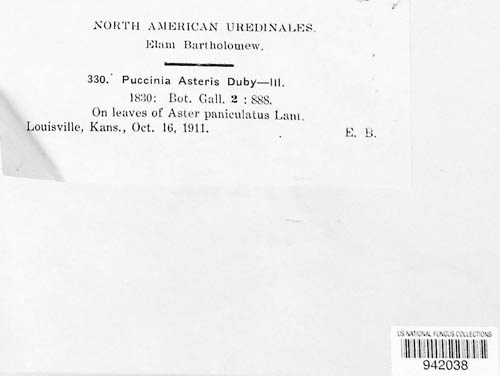 NORTH AMERICAN UREDINALES.
Elam Bartholomew.
330. Puccinia Asteris Duby—III.
1830: Bot. Gall. 2 : 888.
On leaves of Aster paniculatus Lam.
Louisville, Kans., Oct. 16, 1911. E. B.
US NATIONAL FUNGUS COLLECTIONS
942038